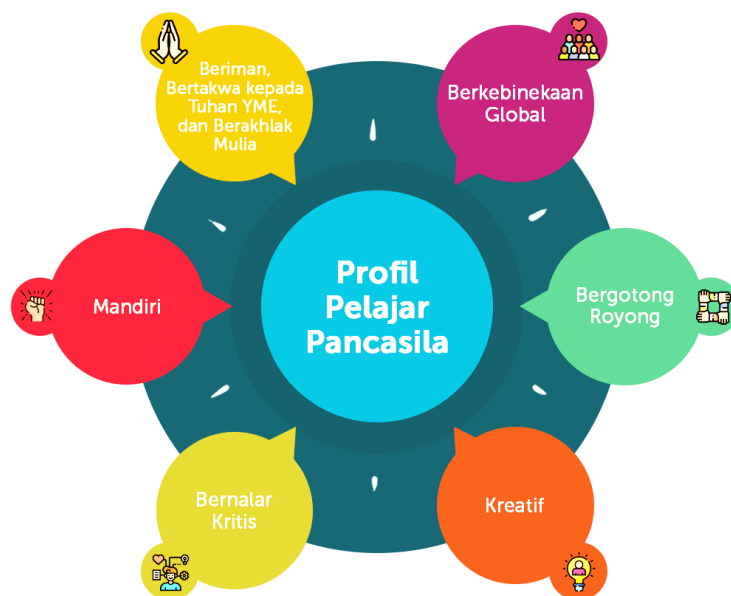 Beriman,
Bertakwa kepada
Tuhan YME,
dan Berakhlak
Mulia
Berkebinekaan
Global
Profil
Pelajar
Pancasila
Mandiri
Bergotong
Royong
Bernalar
Kritis
Kreatif